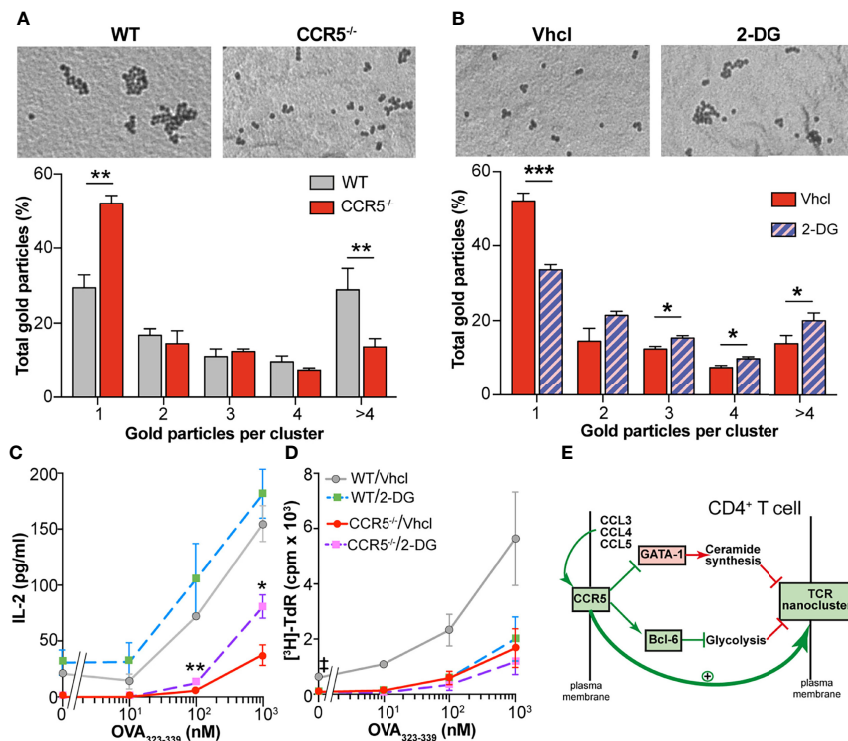 A
WT
CCR5-/-
Total gold particles (%)
60
40
20
0
**
**
WT
CCR5-/-
1
2
3
4
>4
Gold particles per cluster
B
Vhcl
2-DG
Total gold particles (%)
60
40
20
0
***
*
*
*
Vhcl
2-DG
1
2
3
4
>4
Gold particles per cluster
C
IL-2 (pg/ml)
200
150
100
50
0
**
*
0
10¹
10²
10³
OVA323-339 (nM)
D
[³H]-TdR (cpm x 10³)
8
6
4
2
0
‡
WT/Vhcl
WT/2-DG
CCR5-/-/Vhcl
CCR5-/-/2-DG
0
10¹
10²
10³
OVA323-339 (nM)
E
CD4⁺ T cell
CCL3
CCL4
CCL5
GATA-1
Ceramide
synthesis
CCR5
TCR
nanocluster
Bcl-6
Glycolysis
+
plasma
membrane
plasma
membrane